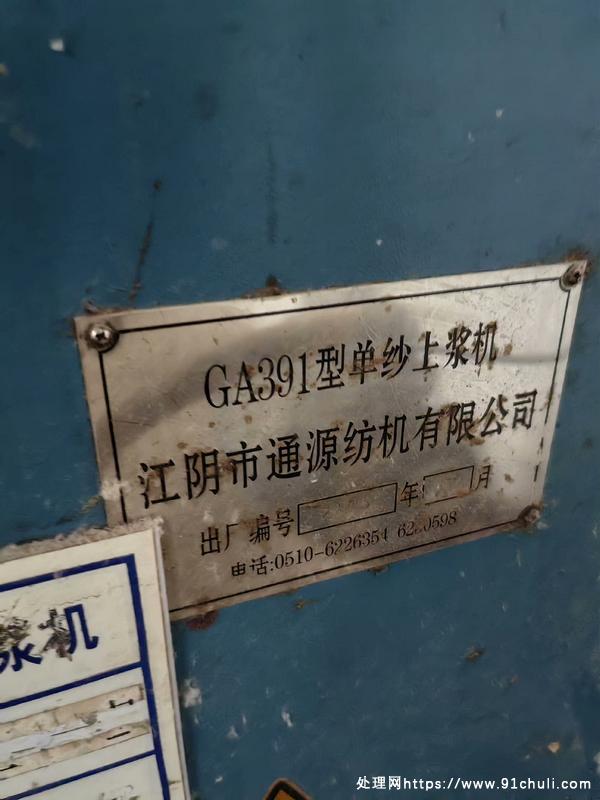 GA391型单纱上浆机
江阴市通源纺机有限公司
出厂编号 年 月
电话:0510-6226354
浆机
处理网https://www.91chuli.com